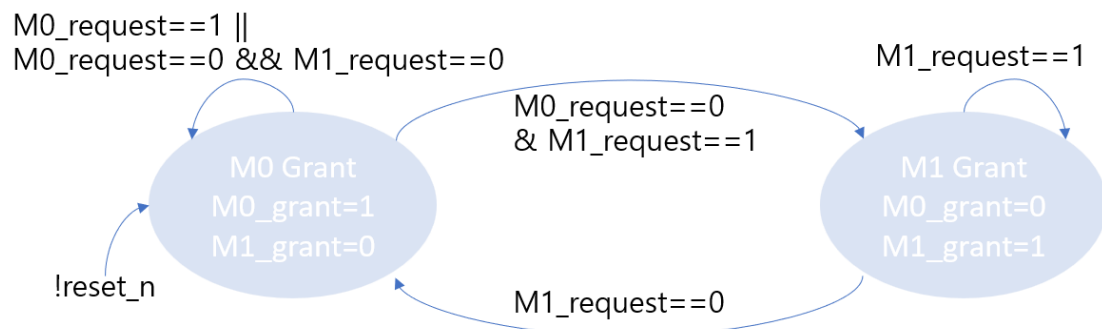 M0_request==1 ||
M0_request==0 && M1_request==0
M1_request==1
M0_request==0
& M1_request==1
M0 Grant
M0_grant=1
M1_grant=0
M1 Grant
M0_grant=0
M1_grant=1
!reset_n
M1_request==0